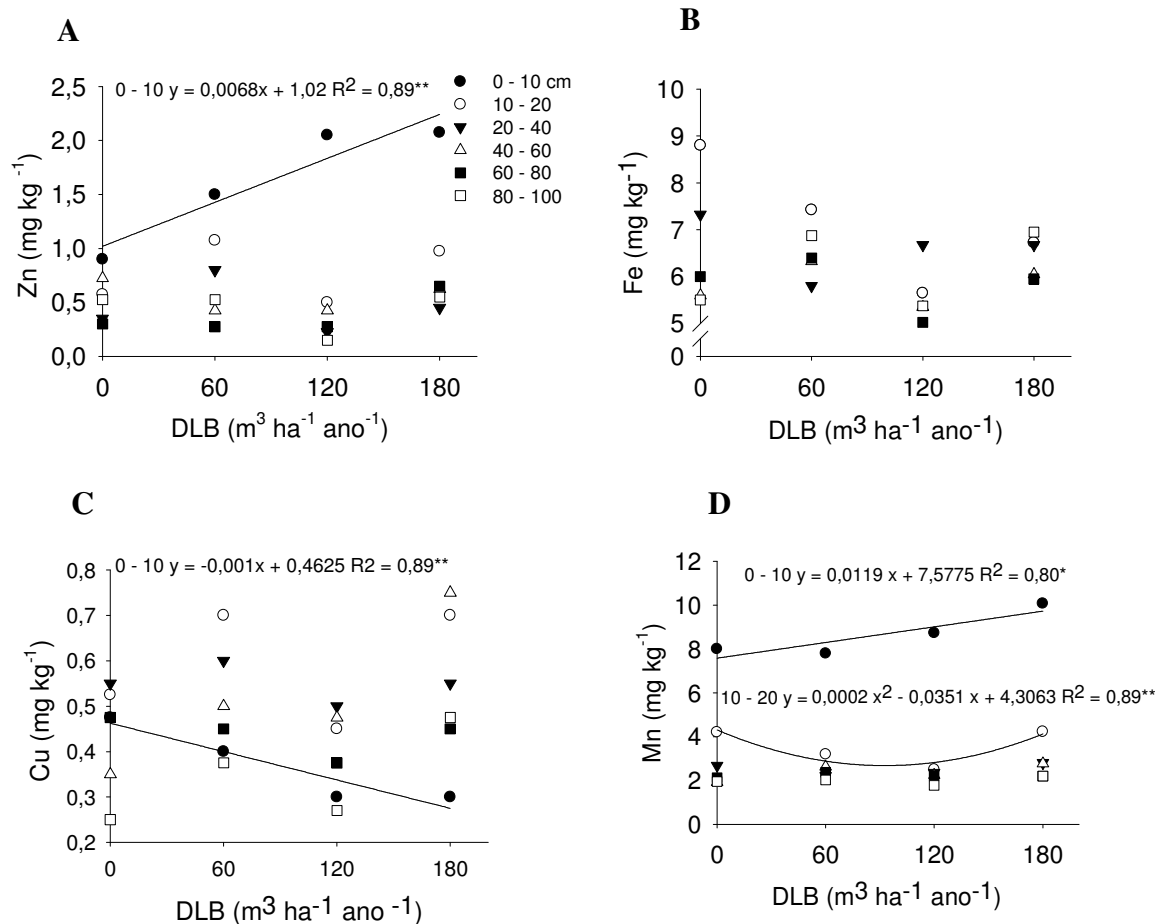 A
0 - 10 y = 0,0068x + 1,02 R² = 0,89**
0 - 10 cm
10 - 20
20 - 40
40 - 60
60 - 80
80 - 100
2,5
2,0
1,5
1,0
0,5
0,0
Zn (mg kg⁻¹)
0 60 120 180
DLB (m³ ha⁻¹ ano⁻¹)
B
10
9
8
7
6
5
0
Fe (mg kg⁻¹)
0 60 120 180
DLB (m³ ha⁻¹ ano⁻¹)
C
0 - 10 y = -0,001x + 0,4625 R2 = 0,89**
0,8
0,7
0,6
0,5
0,4
0,3
0,2
Cu (mg kg⁻¹)
0 60 120 180
DLB (m³ ha⁻¹ ano ⁻¹)
D
0 - 10 y = 0,0119x + 7,5775 R² = 0,80*
10 - 20 y = 0,0002 x² - 0,0351 x + 4,3063 R² = 0,89**
12
10
8
6
4
2
0
Mn (mg kg⁻¹)
0 60 120 180
DLB (m³ ha⁻¹ ano⁻¹)